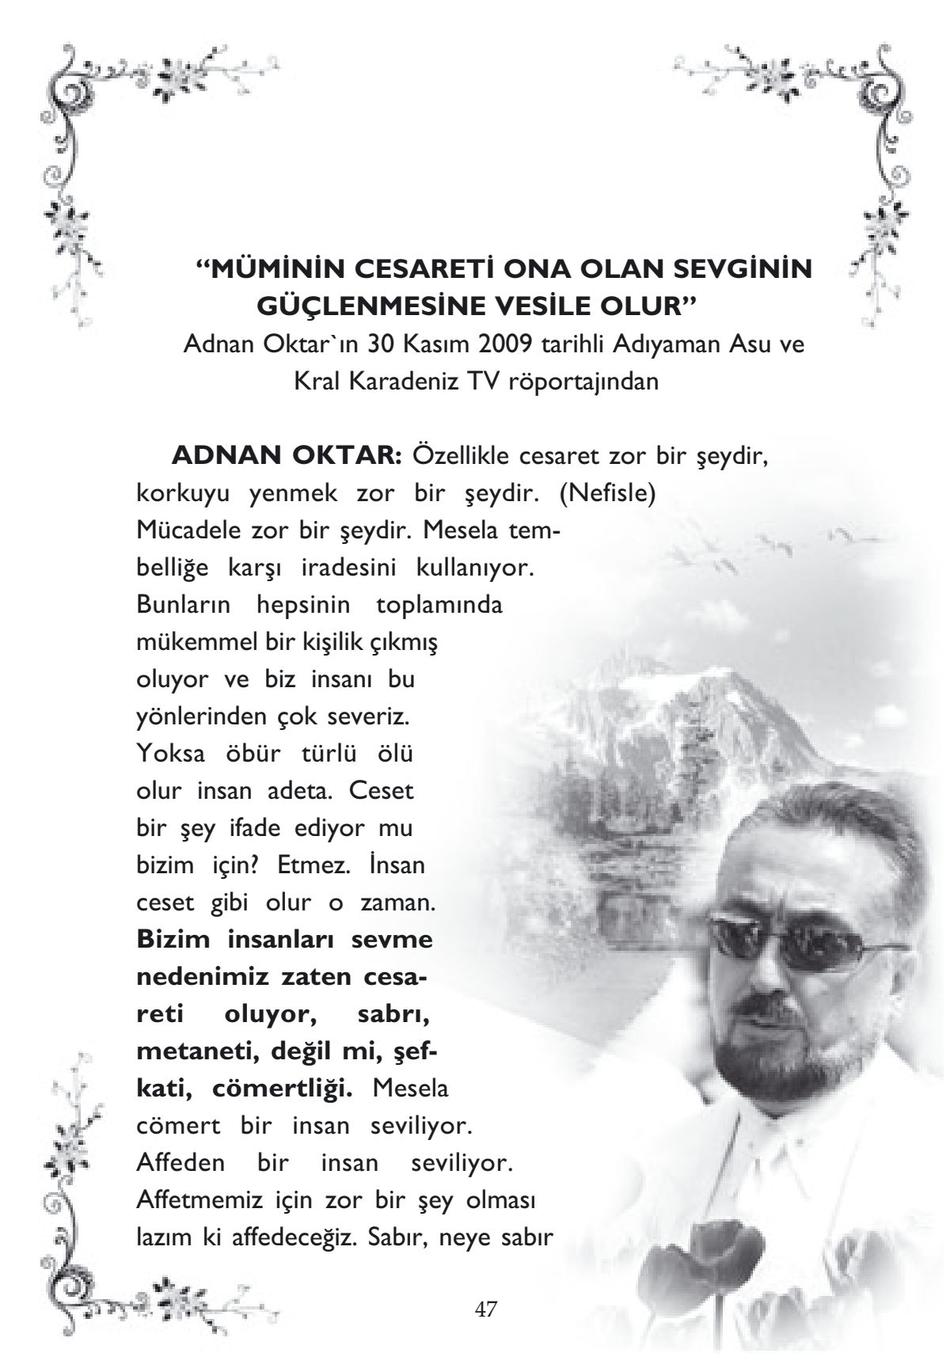 “MÜMİNİN CESARETİ ONA OLAN SEVGİNİN
GÜÇLENMESİNE VESİLE OLUR”
Adnan Oktar`ın 30 Kasım 2009 tarihli Adıyaman Asu ve
Kral Karadeniz TV röportajından
ADNAN OKTAR: Özellikle cesaret zor bir şeydir,
korkuyu yenmek zor bir şeydir. (Nefisle)
Mücadele zor bir şeydir. Mesela tem-
belliğe karşı iradesini kullanıyor.
Bunların hepsinin toplamında
mükemmel bir kişilik çıkmış
oluyor ve biz insanı bu
yönlerinden çok severiz.
Yoksa öbür türlü ölü
olur insan adeta. Ceset
bir şey ifade ediyor mu
bizim için? Etmez. İnsan
ceset gibi olur o zaman.
Bizim insanları sevme
nedenimiz zaten cesa-
reti oluyor, sabrı,
metaneti, değil mi, şef-
kati, cömertliği. Mesela
cömert bir insan seviliyor.
Affeden bir insan seviliyor.
Affetmemiz için zor bir şey olması
lazım ki affedeceğiz. Sabır, neye sabır
47